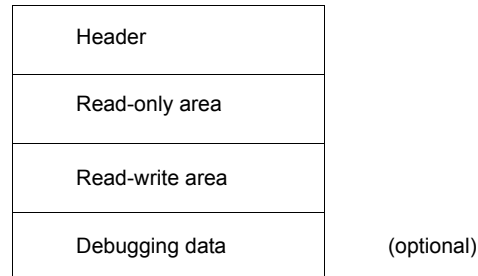 Header
Read-only area
Read-write area
Debugging data (optional)